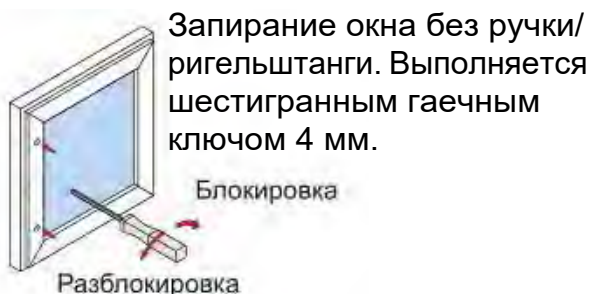 Запирание окна без ручки/
ригельштанги. Выполняется
шестигранным гаечным
ключом 4 мм.
Блокировка
Разблокировка